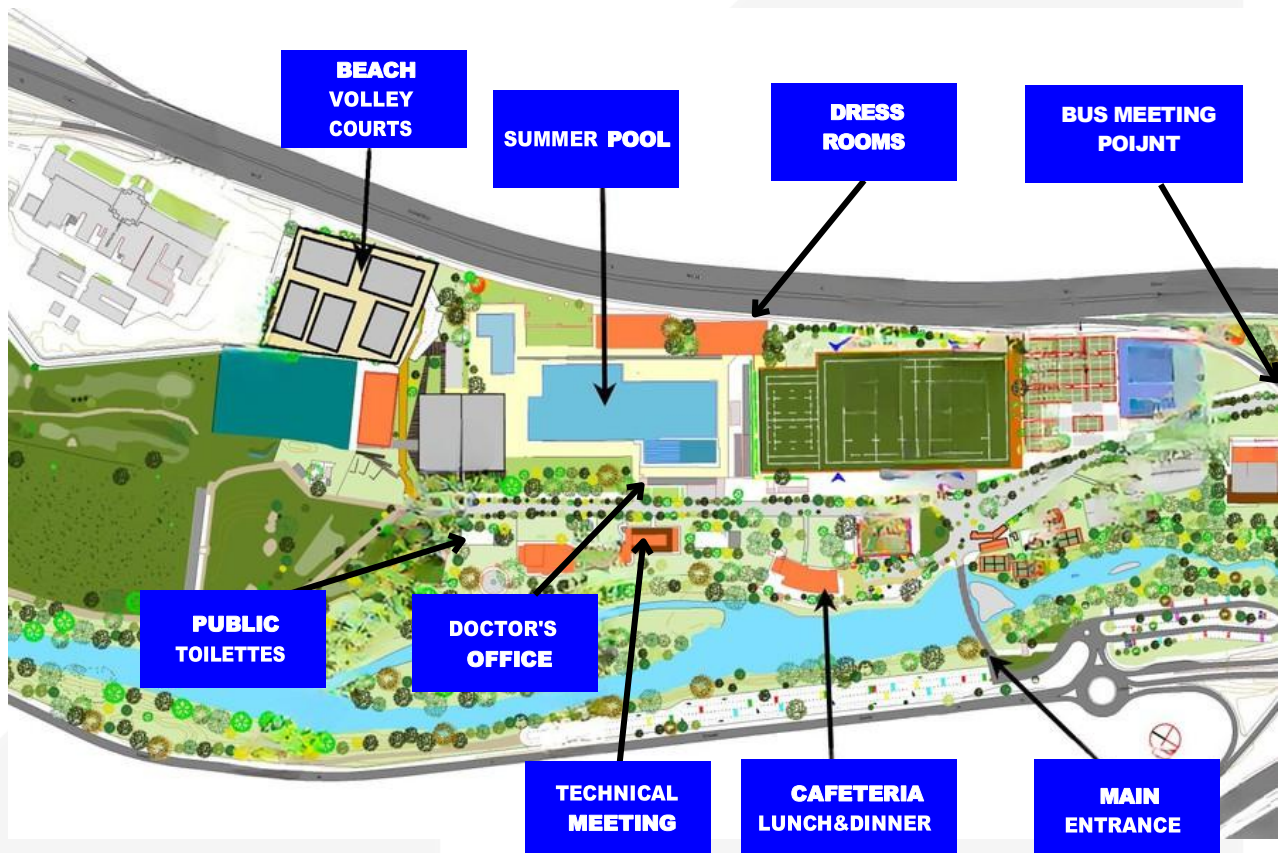 BEACH
VOLLEY
COURTS
SUMMER POOL
DRESS
ROOMS
BUS MEETING
POIJNT
PUBLIC
TOILETTES
DOCTOR'S
OFFICE
TECHNICAL
MEETING
CAFETERIA
LUNCH&DINNER
MAIN
ENTRANCE